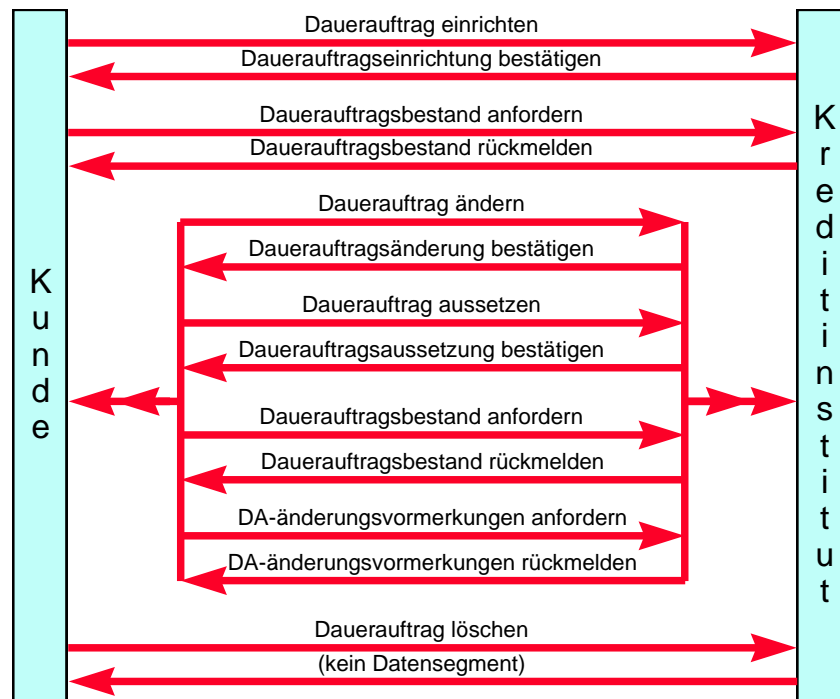 Dauerauftrag einrichten
Dauerauftragseinrichtung bestätigen
Dauerauftragsbestand anfordern
Dauerauftragsbestand rückmelden
Dauerauftrag ändern
Dauerauftragsänderung bestätigen
Dauerauftrag aussetzen
Dauerauftragsaussetzung bestätigen
Dauerauftragsbestand anfordern
Dauerauftragsbestand rückmelden
DA-änderungsvormerkungen anfordern
DA-änderungsvormerkungen rückmelden
Dauerauftrag löschen
(kein Datensegment)
Kunde
Kreditinstitut